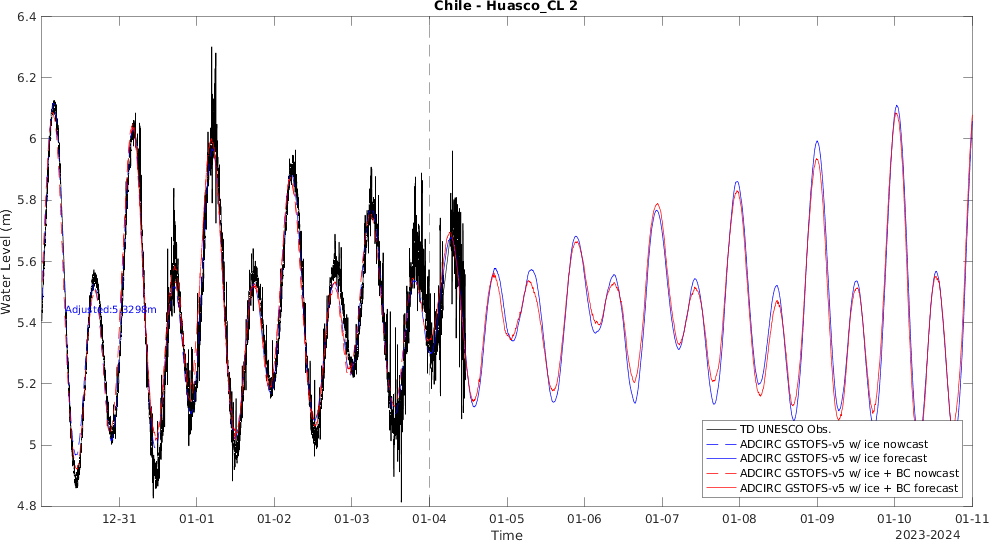 Chile - Huasco_CL 2
6.4
6.2
6
5.8
5.6
5.4
5.2
5
4.8
Water Level (m)
Adjusted:5.3298m
TD UNESCO Obs.
ADCIRC GSTOFS-v5 w/ ice nowcast
ADCIRC GSTOFS-v5 w/ ice forecast
ADCIRC GSTOFS-v5 w/ ice + BC nowcast
ADCIRC GSTOFS-v5 w/ ice + BC forecast
12-31 01-01 01-02 01-03 01-04 01-05 01-06 01-07 01-08 01-09 01-10 01-11
Time
2023-2024